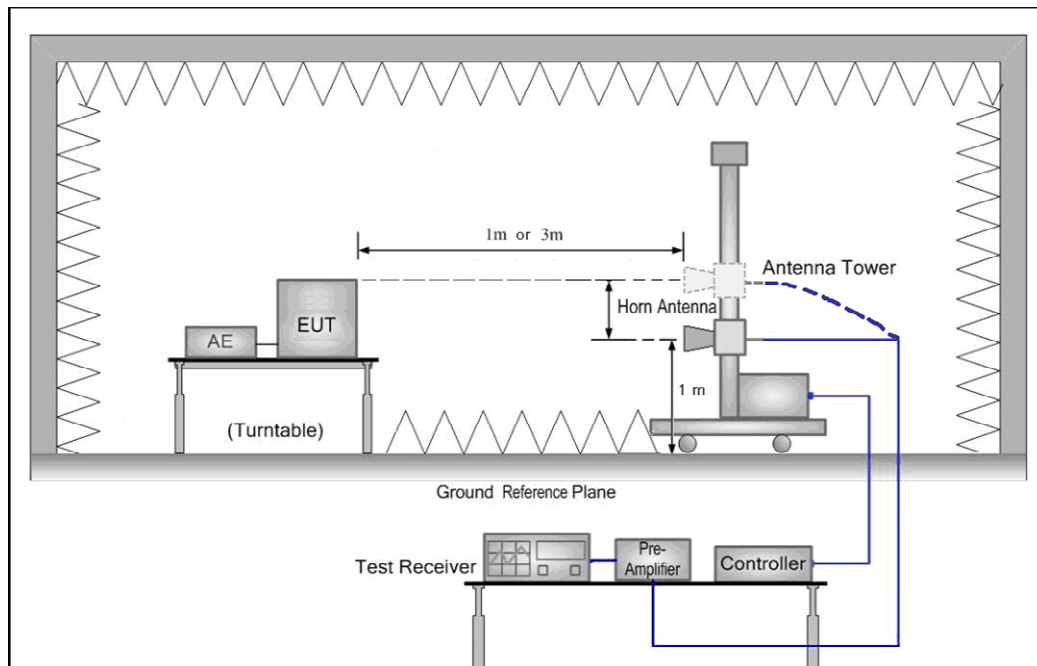 1m or 3m
Antenna Tower
Horn Antenna
EUT
AE
1 m
(Turntable)
Ground Reference Plane
Test Receiver
Pre-
Amplifier
Controller